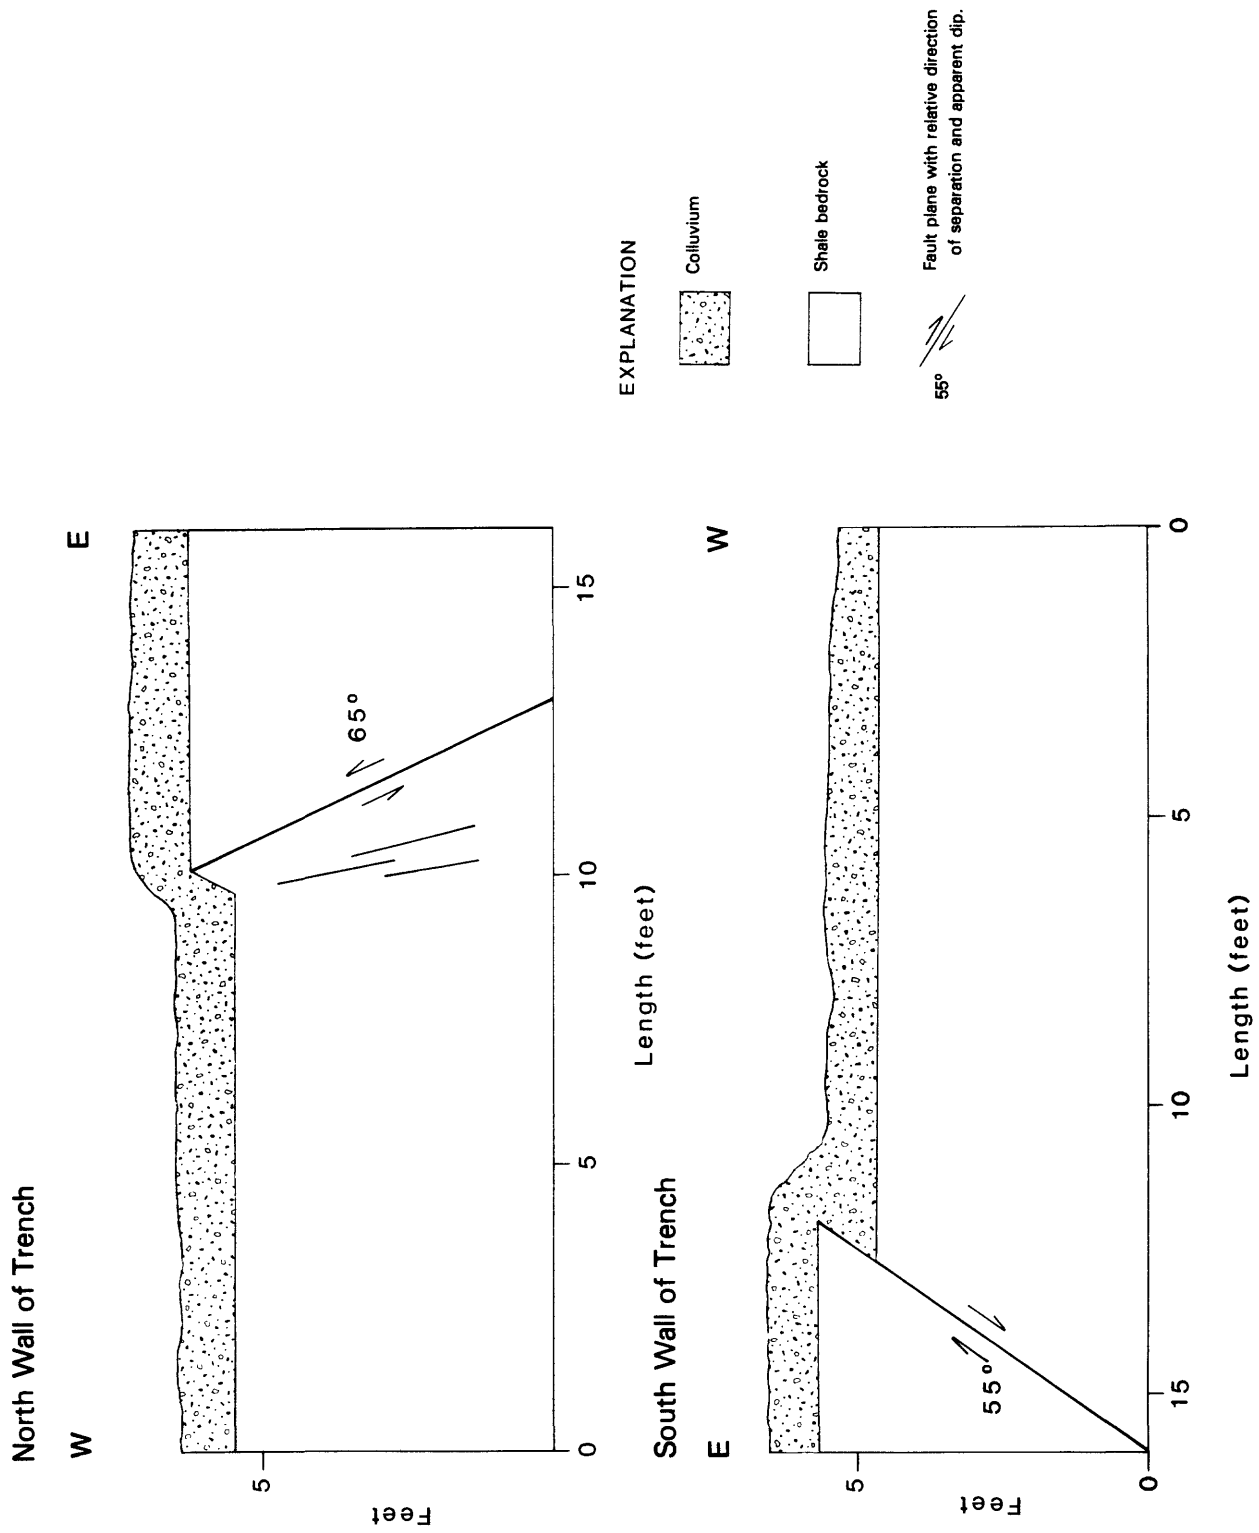 North Wall of Trench
W
E
5
Feet
65°
0
5
10
15
Length (feet)
South Wall of Trench
E
W
5
0
Feet
55°
15
10
5
0
Length (feet)
EXPLANATION
Colluvium
Shale bedrock
55°
Fault plane with relative direction
of separation and apparent dip.